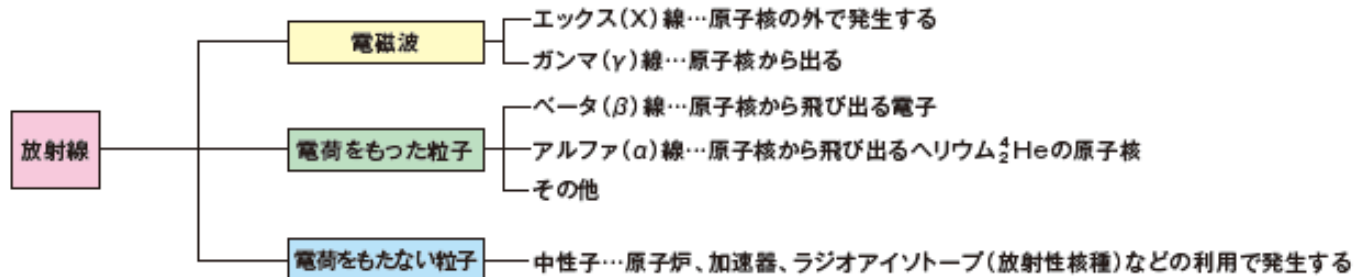 放射線
電磁波
エックス(X)線…原子核の外で発生する
ガンマ(γ)線…原子核から出る
電荷をもった粒子
ベータ(β)線…原子核から飛び出る電子
アルファ(α)線…原子核から飛び出るヘリウム⁴₂Heの原子核
その他
電荷をもたない粒子
中性子…原子炉、加速器、ラジオアイソトープ(放射性核種)などの利用で発生する